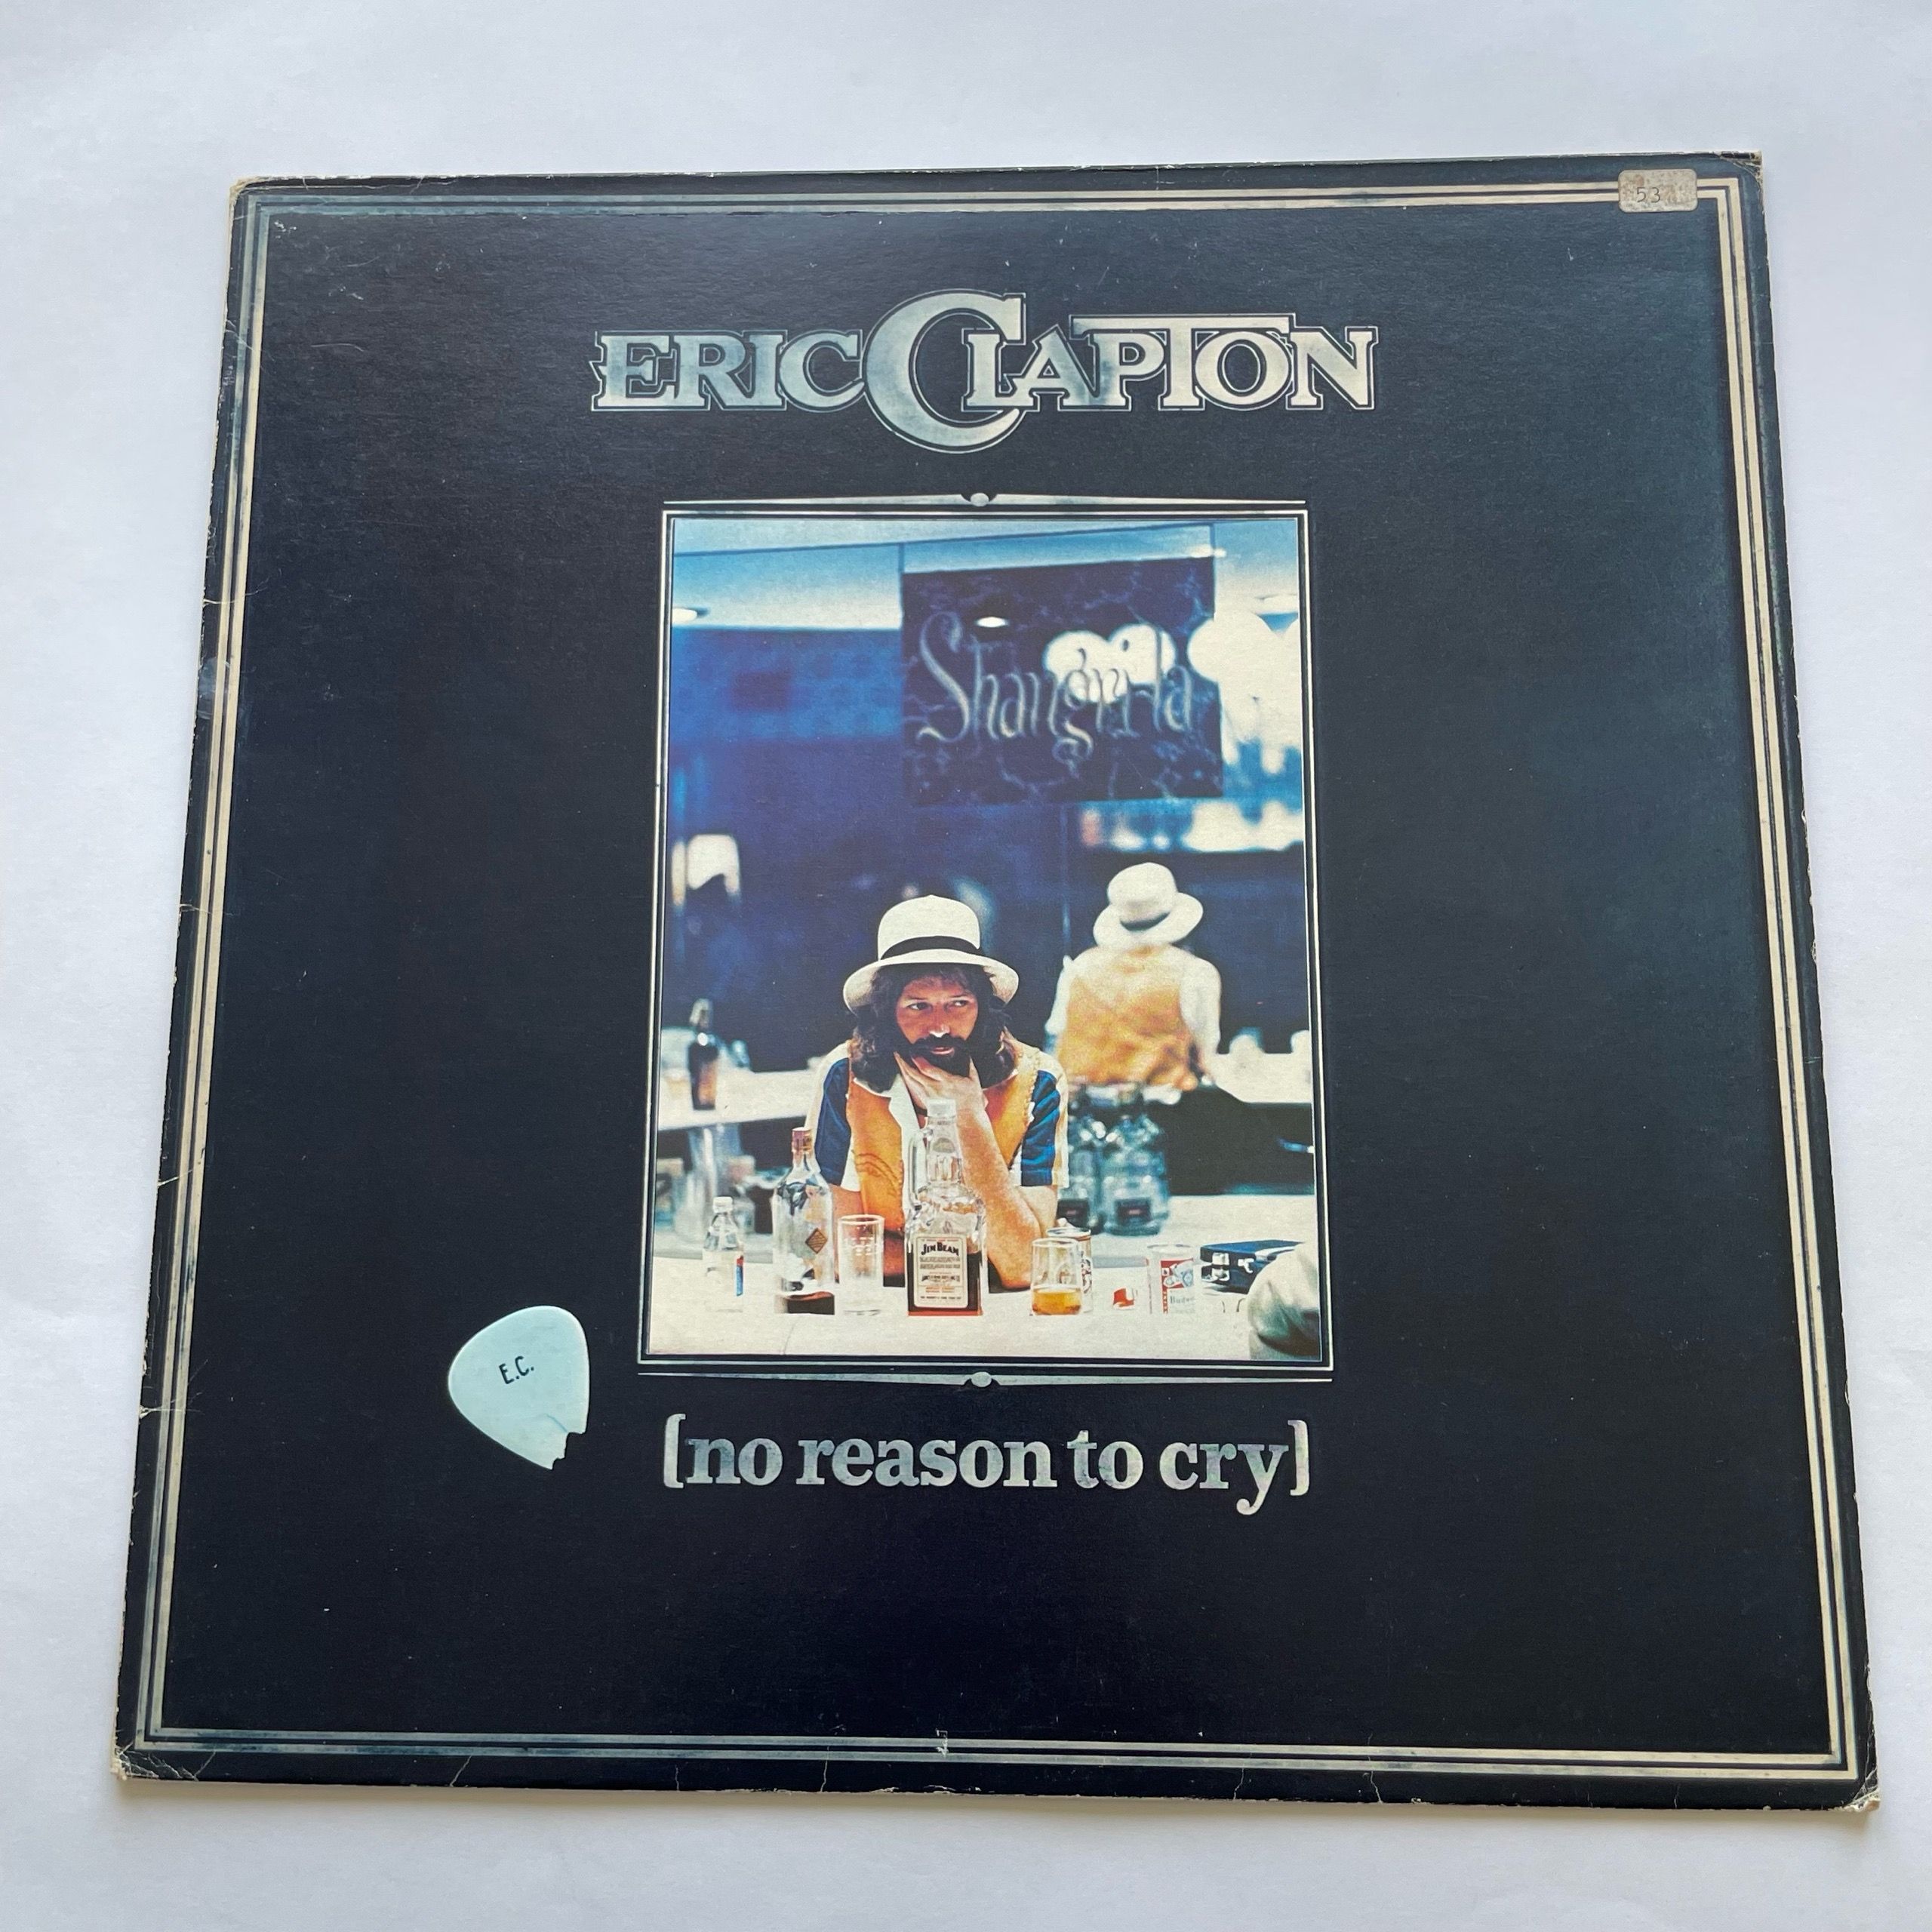 53
ERIC CLAPTON
Shangri la
JIM BEAM
E.C.
[no reason to cry]